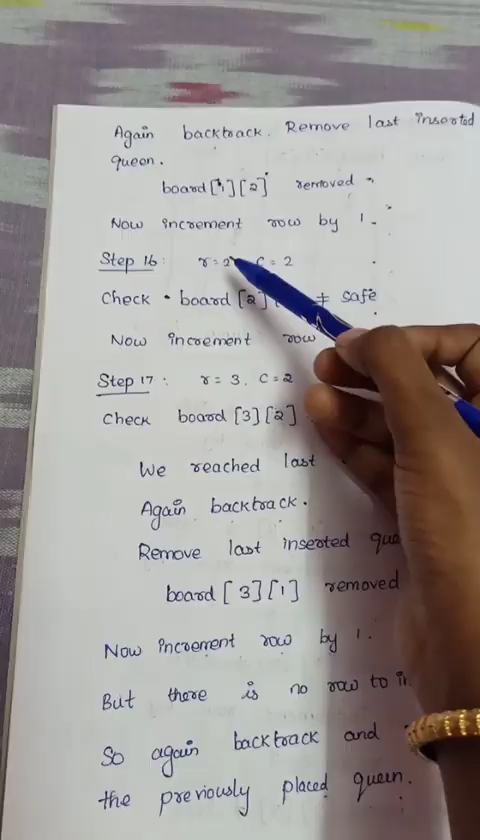 Again backtrack. Remove last inserted
queen.
board[1][2] removed.
Now increment row by 1.
Step 16: r=2, c=2
Check board[2] ≠ safe
Now increment row
Step 17: r=3, c=2
Check board[3][2]
We reached last
Again backtrack.
Remove last inserted
board[3][1] removed
Now increment row by 1.
But there is no row to
So again backtrack and
the previously placed queen.